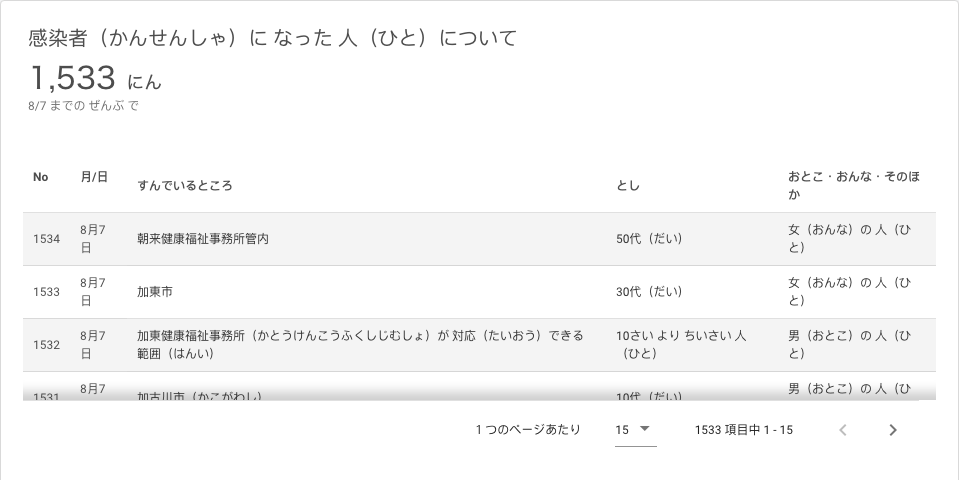 感染者（かんせんしゃ）に なった 人（ひと）について
1,533 にん
8/7 までの ぜんぶ で
No 月/日 すんでいるところ とし おとこ・おんな・そのほ
か
1534 8月7
日 朝来健康福祉事務所管内 50代（だい） 女（おんな）の 人（ひ
と）
1533 8月7
日 加東市 30代（だい） 女（おんな）の 人（ひ
と）
1532 8月7
日 加東健康福祉事務所（かとうけんこうふくしじむしょ）が 対応（たいおう）できる
範囲（はんい） 10さい より ちいさい 人
（ひと） 男（おとこ）の 人（ひ
と）
1531 8月7 加古川市（かこがわし） 10代（だい） 男（おとこ）の 人（ひ
1 つのページあたり 15 1533 項目中 1 - 15